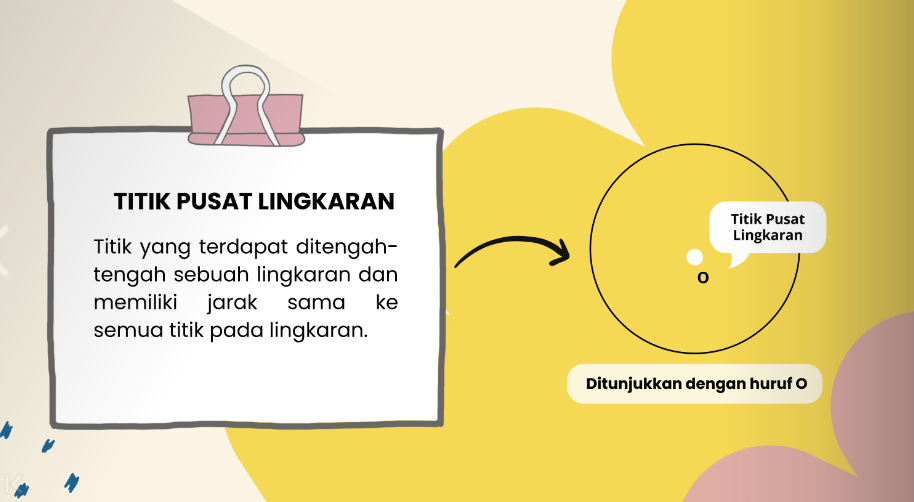 TITIK PUSAT LINGKARAN
Titik yang terdapat ditengah-
tengah sebuah lingkaran dan
memiliki jarak sama ke
semua titik pada lingkaran.
Titik Pusat
Lingkaran
O
Ditunjukkan dengan huruf O